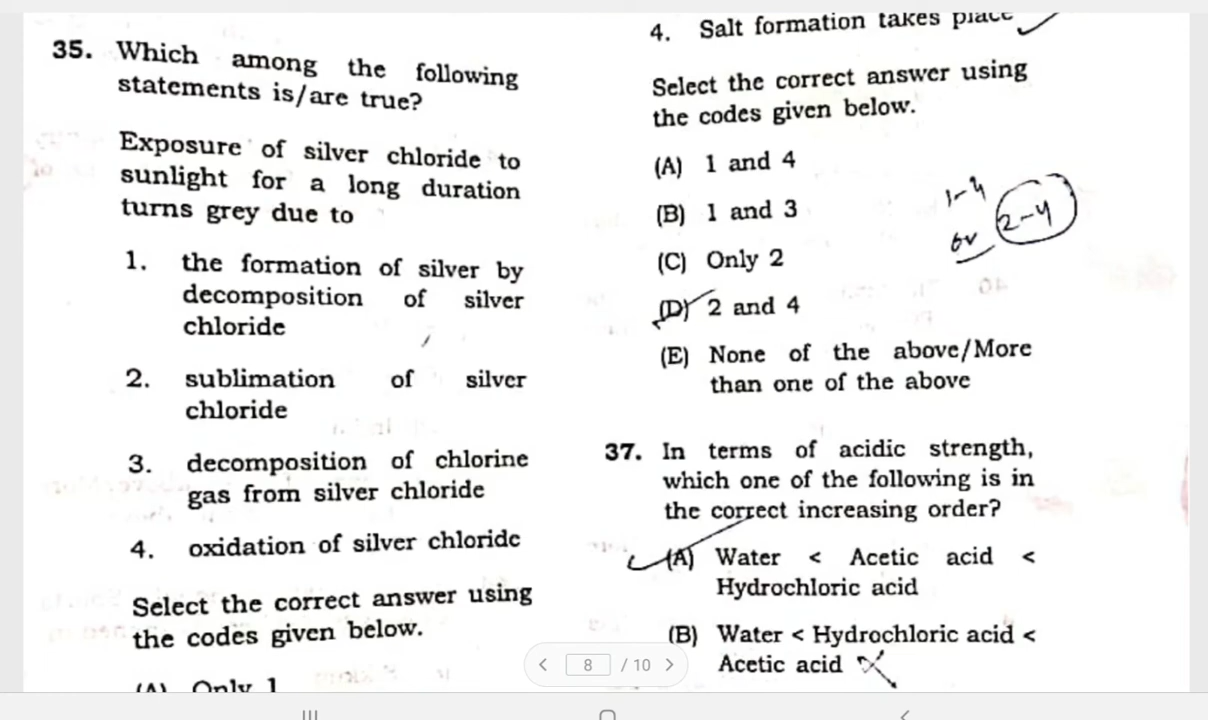 35. Which among the following
statements is/are true?
Exposure of silver chloride to
sunlight for a long duration
turns grey due to
1. the formation of silver by
decomposition of silver
chloride
2. sublimation of silver
chloride
3. decomposition of chlorine
gas from silver chloride
4. oxidation of silver chloride
Select the correct answer using
the codes given below.
(A) Only 1
4. Salt formation takes place
Select the correct answer using
the codes given below.
(A) 1 and 4
(B) 1 and 3
(C) Only 2
(D) 2 and 4
(E) None of the above/More
than one of the above
1-4
or 2-4
37. In terms of acidic strength,
which one of the following is in
the correct increasing order?
(A) Water < Acetic acid <
Hydrochloric acid
(B) Water < Hydrochloric acid <
Acetic acid
8 / 10